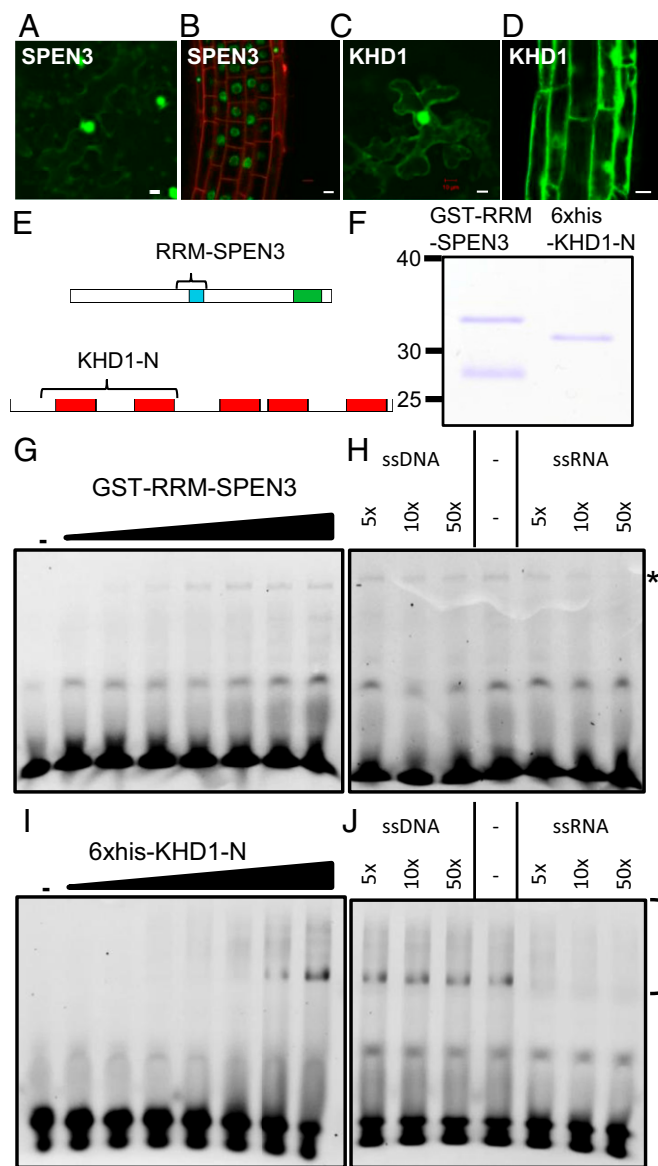 A
B
C
D
SPEN3
SPEN3
KHD1
KHD1
E
RRM-SPEN3
KHD1-N
F
GST-RRM 6xhis
-SPEN3 -KHD1-N
40
30
25
G
GST-RRM-SPEN3
-
H
ssDNA - ssRNA
5x 10x 50x - 5x 10x 50x
*
I
6xhis-KHD1-N
-
J
ssDNA - ssRNA
5x 10x 50x - 5x 10x 50x